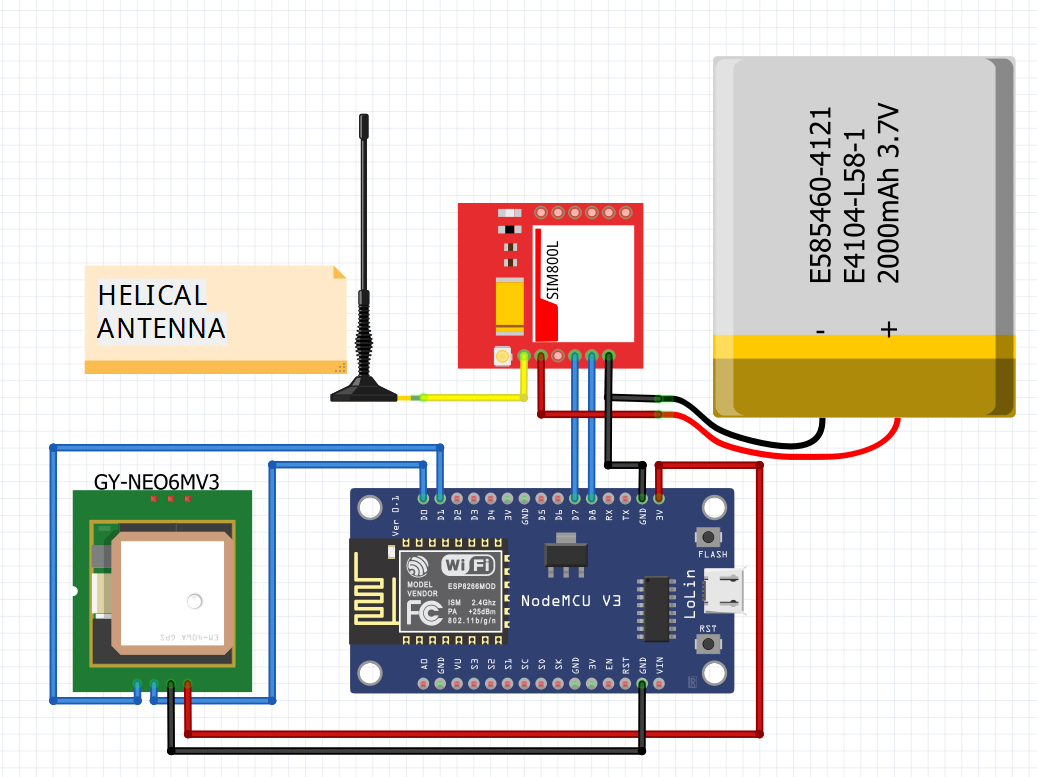 E585460-4121
E4104-L58-1
2000mAh 3.7V
-
+
SIM800L
HELICAL
ANTENNA
GY-NEO6MV3
EM-406A GPS
Ver 0.1
D0 D1 D2 D3 D4 3V GND D5 D6 D7 D8 RX TX GND 3V
FLASH
Wi Fi
MODEL
VENDOR
ESP8266MOD
FC
ISM 2.4Ghz
PA +25dBm
802.11b/g/n
NodeMCU V3
LoLin
RST
A0 GND VU S3 S2 S1 SC S0 SK GND 3V EN RST GND VIN